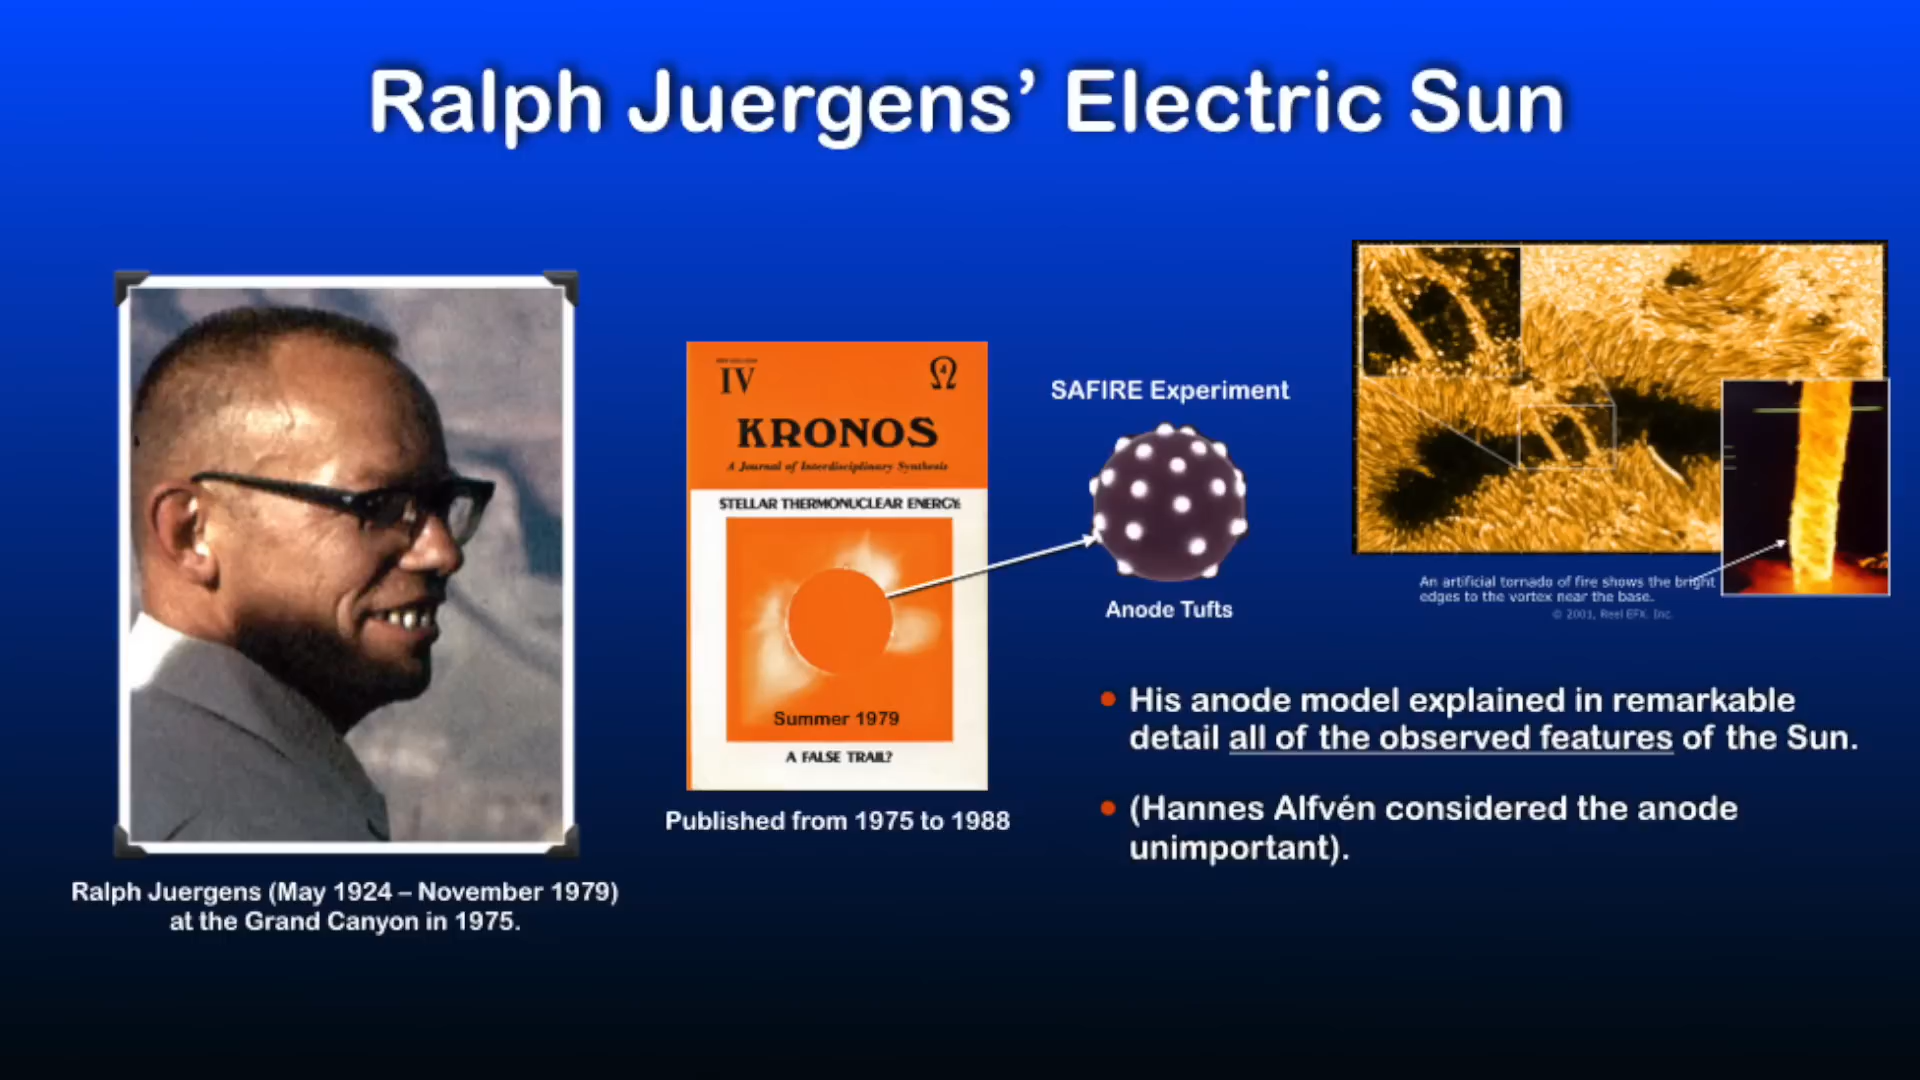 Ralph Juergens’ Electric Sun
IV
KRONOS
A Journal of Interdisciplinary Synthesis
STELLAR THERMONUCLEAR ENERGY:
Summer 1979
A FALSE TRAIL?
Published from 1975 to 1988
SAFIRE Experiment
Anode Tufts
An artificial tornado of fire shows the bright
edges to the vortex near the base.
© 2001, Reel EFX, Inc.
• His anode model explained in remarkable
detail all of the observed features of the Sun.
• (Hannes Alfvén considered the anode
unimportant).
Ralph Juergens (May 1924 – November 1979)
at the Grand Canyon in 1975.